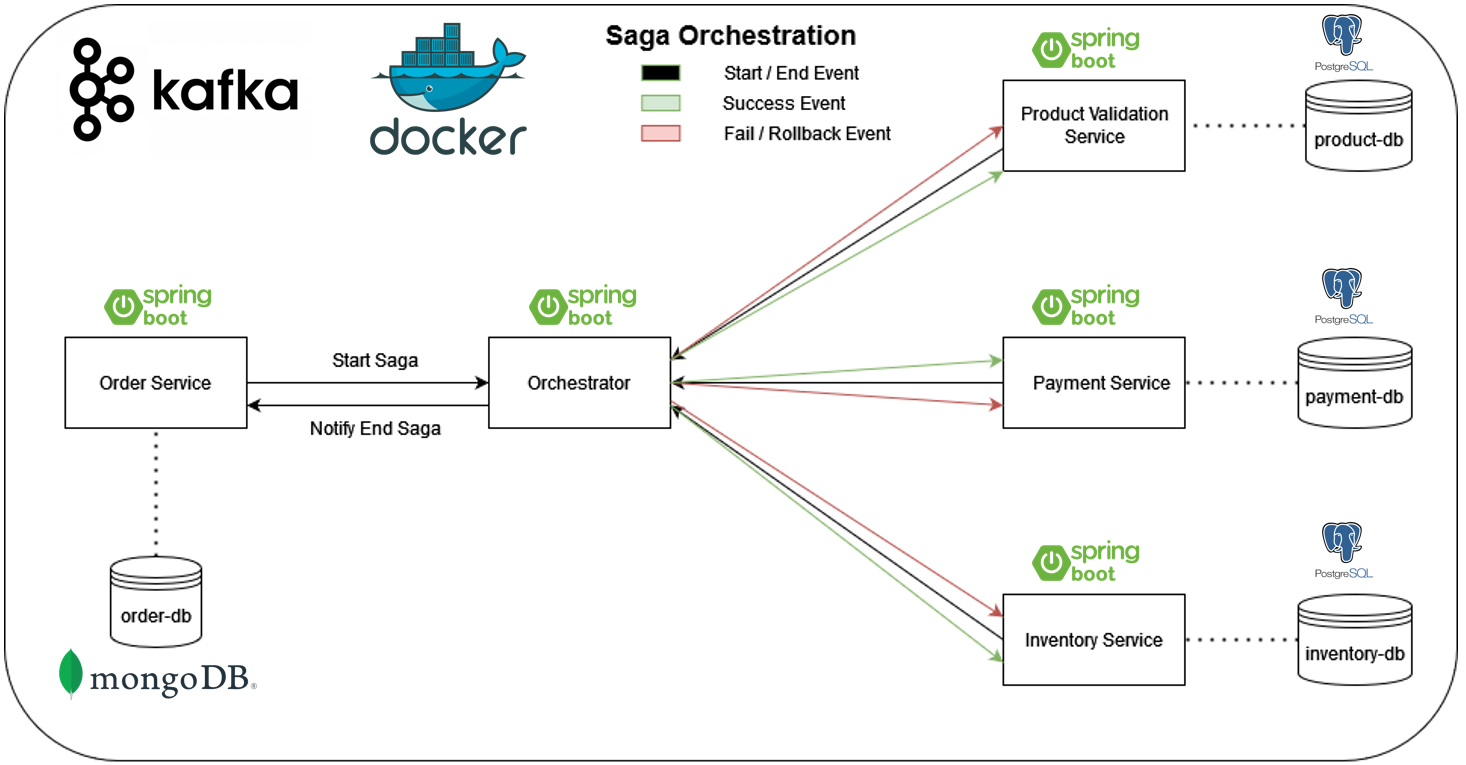 kafka
docker
Saga Orchestration
Start / End Event
Success Event
Fail / Rollback Event
spring
boot
PostgreSQL
Product Validation
Service
product-db
spring
boot
Order Service
Start Saga
Notify End Saga
spring
boot
Orchestrator
spring
boot
Payment Service
PostgreSQL
payment-db
order-db
mongoDB®
spring
boot
Inventory Service
PostgreSQL
inventory-db